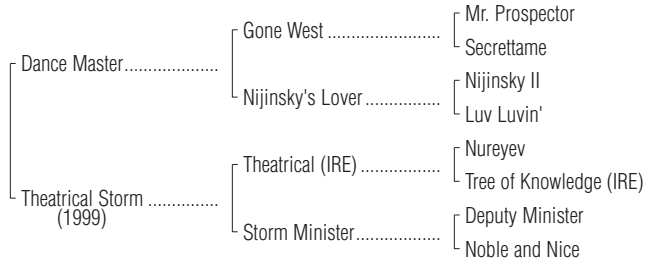 Mr. Prospector
Gone West ........................
Secrettame
Dance Master....................
Nijinsky II
Nijinsky's Lover................
Luv Luvin'
Nureyev
Theatrical (IRE) .................
Tree of Knowledge (IRE)
Theatrical Storm ...............
(1999)
Deputy Minister
Storm Minister..................
Noble and Nice